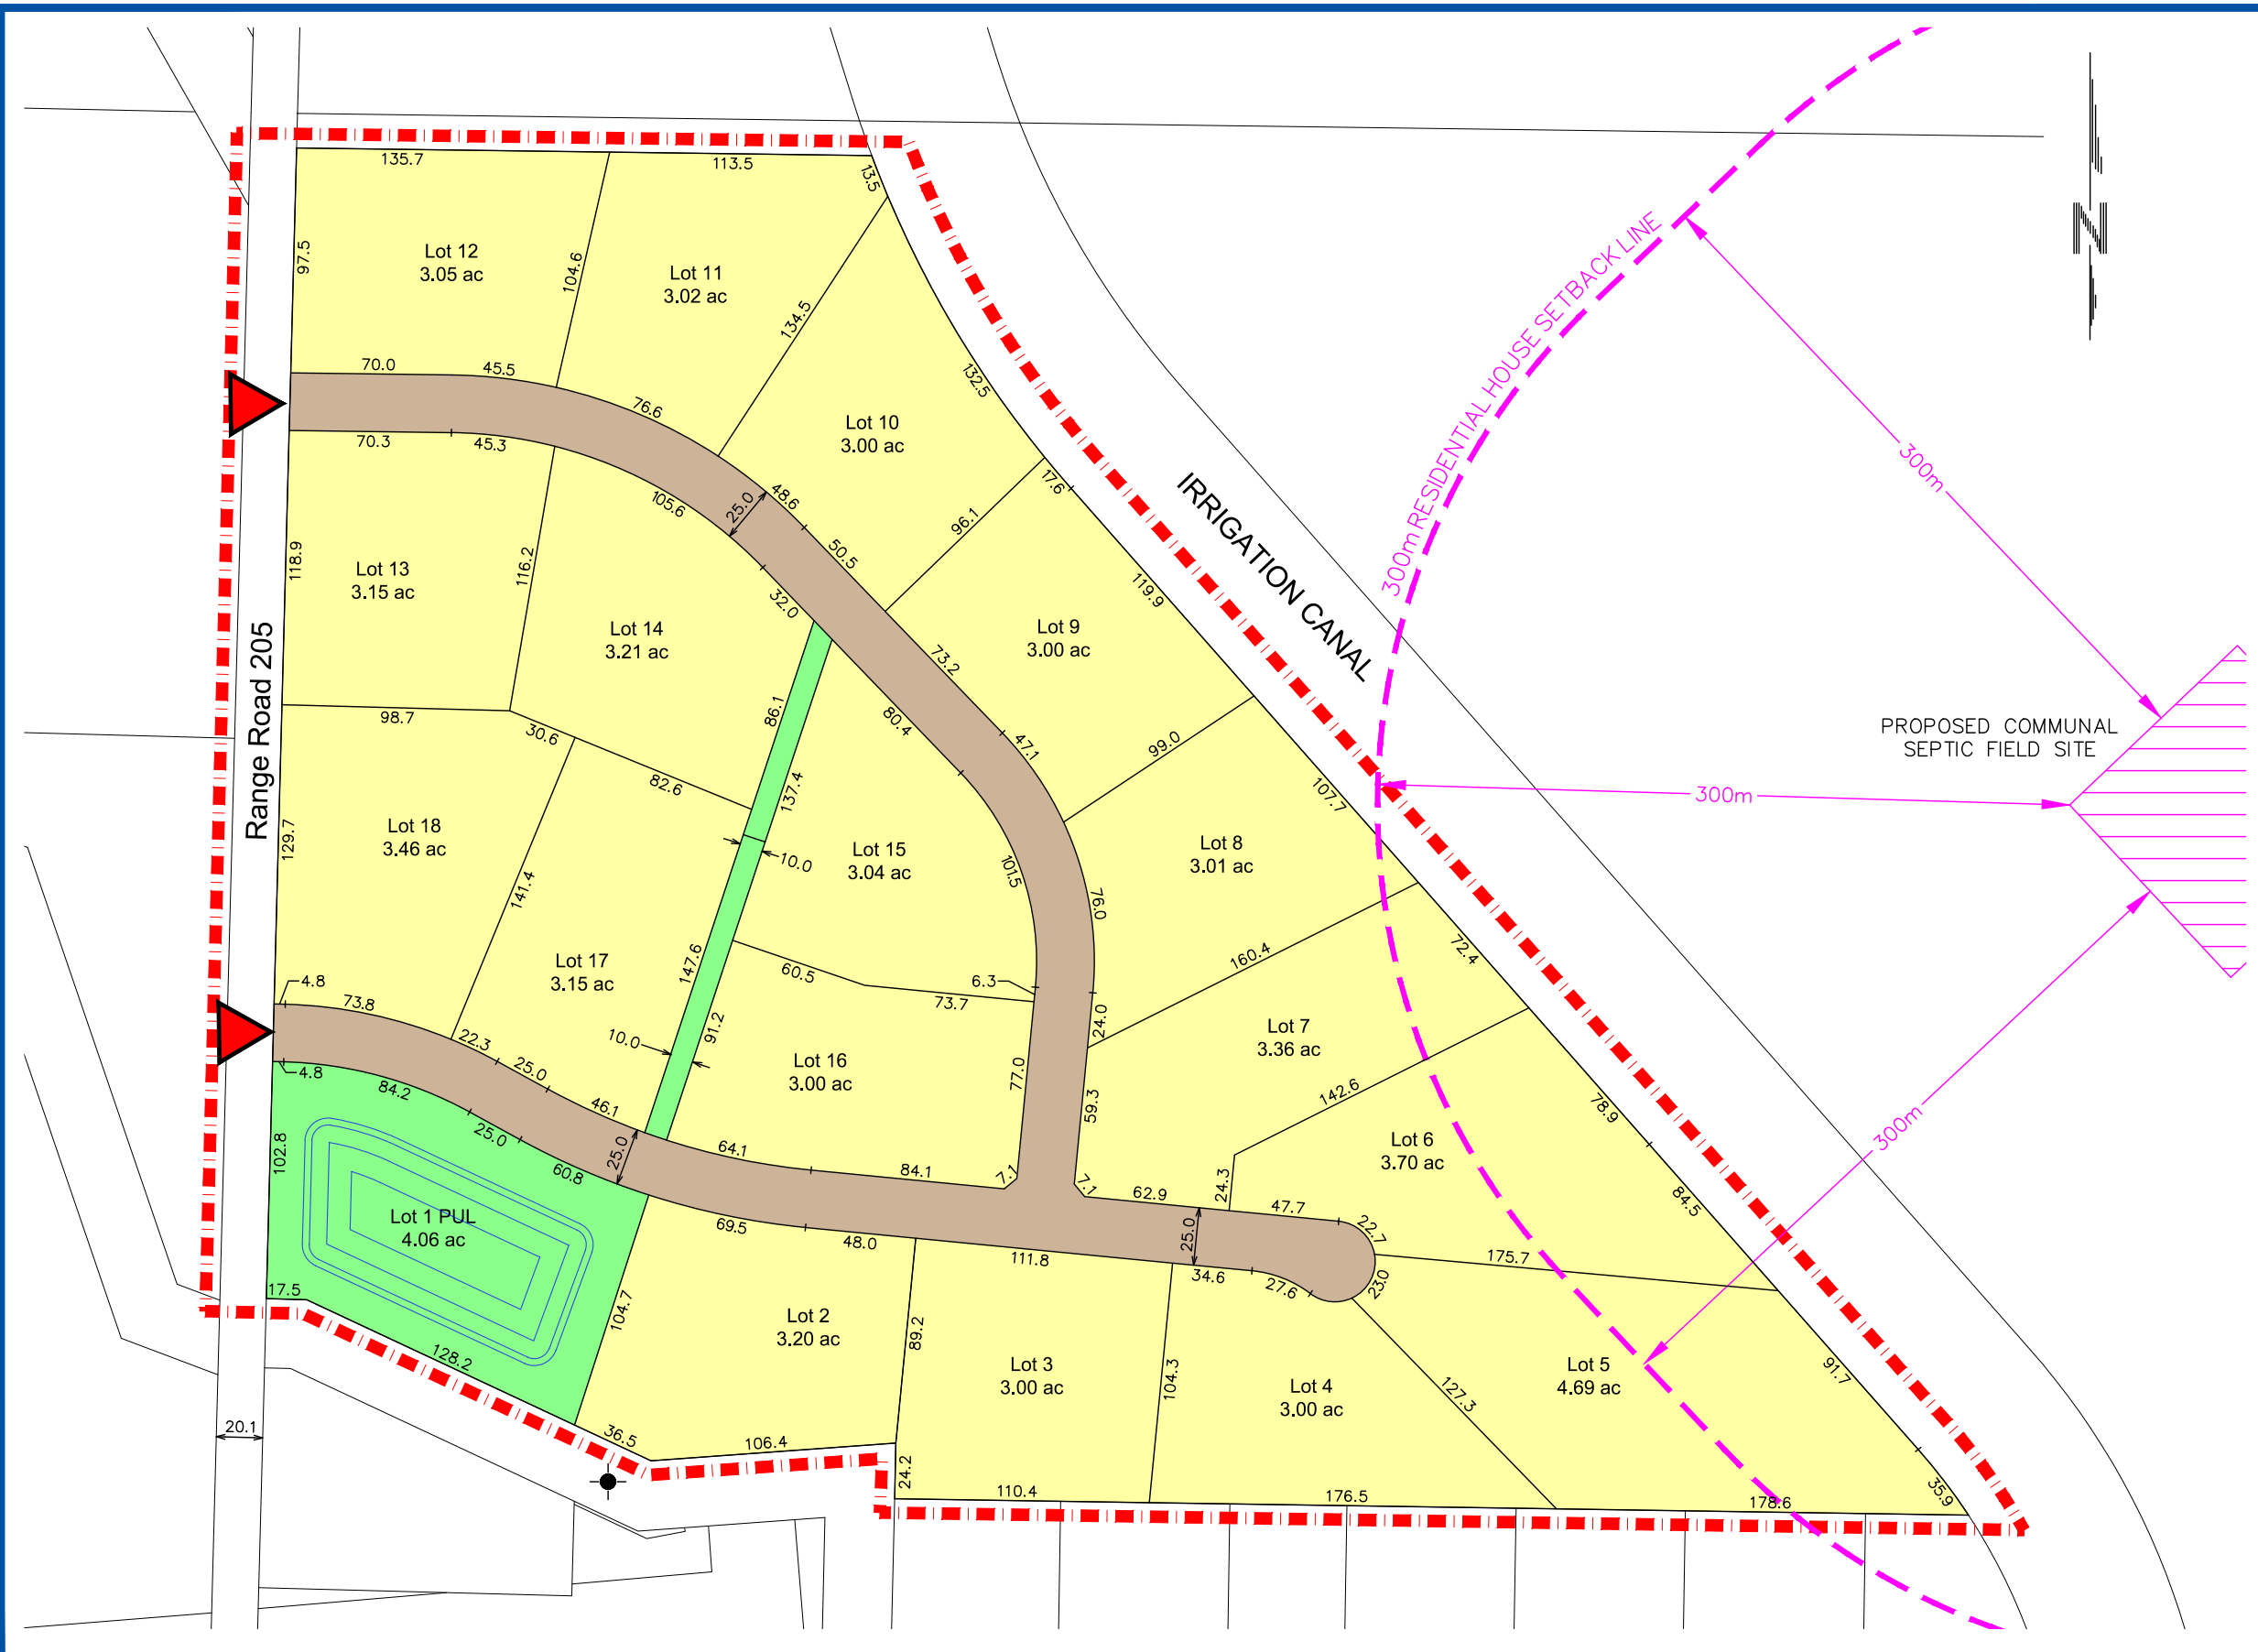 135.7
113.5
13.5
97.5
Lot 12
3.05 ac
104.6
Lot 11
3.02 ac
134.5
132.5
70.0
45.5
76.6
Lot 10
3.00 ac
70.3
45.3
105.6
25.0
48.6
50.5
96.1
17.6
118.9
Lot 13
3.15 ac
116.2
Lot 14
3.21 ac
32.0
Lot 9
3.00 ac
119.9
73.2
47.1
99.0
80.4
86.1
137.4
98.7
30.6
82.6
Range Road 205
IRRIGATION CANAL
300m RESIDENTIAL HOUSE SETBACK LINE
300m
N
PROPOSED COMMUNAL
SEPTIC FIELD SITE
300m
300m
Lot 18
3.46 ac
129.7
141.4
10.0
Lot 15
3.04 ac
101.5
Lot 8
3.01 ac
107.7
76.0
160.4
72.4
Lot 17
3.15 ac
147.6
60.5
73.7
6.3
24.0
4.8
73.8
22.3
25.0
46.1
10.0
91.2
Lot 16
3.00 ac
77.0
59.3
Lot 7
3.36 ac
142.6
78.9
4.8
84.2
25.0
60.8
25.0
64.1
84.1
7.1
7.1
62.9
24.3
47.7
22.7
Lot 6
3.70 ac
84.5
102.8
Lot 1 PUL
4.06 ac
69.5
48.0
111.8
25.0
34.6
27.6
23.0
175.7
17.5
128.2
104.7
Lot 2
3.20 ac
89.2
Lot 3
3.00 ac
104.3
Lot 4
3.00 ac
127.3
Lot 5
4.69 ac
91.7
20.1
36.5
106.4
24.2
110.4
176.5
178.6
35.9